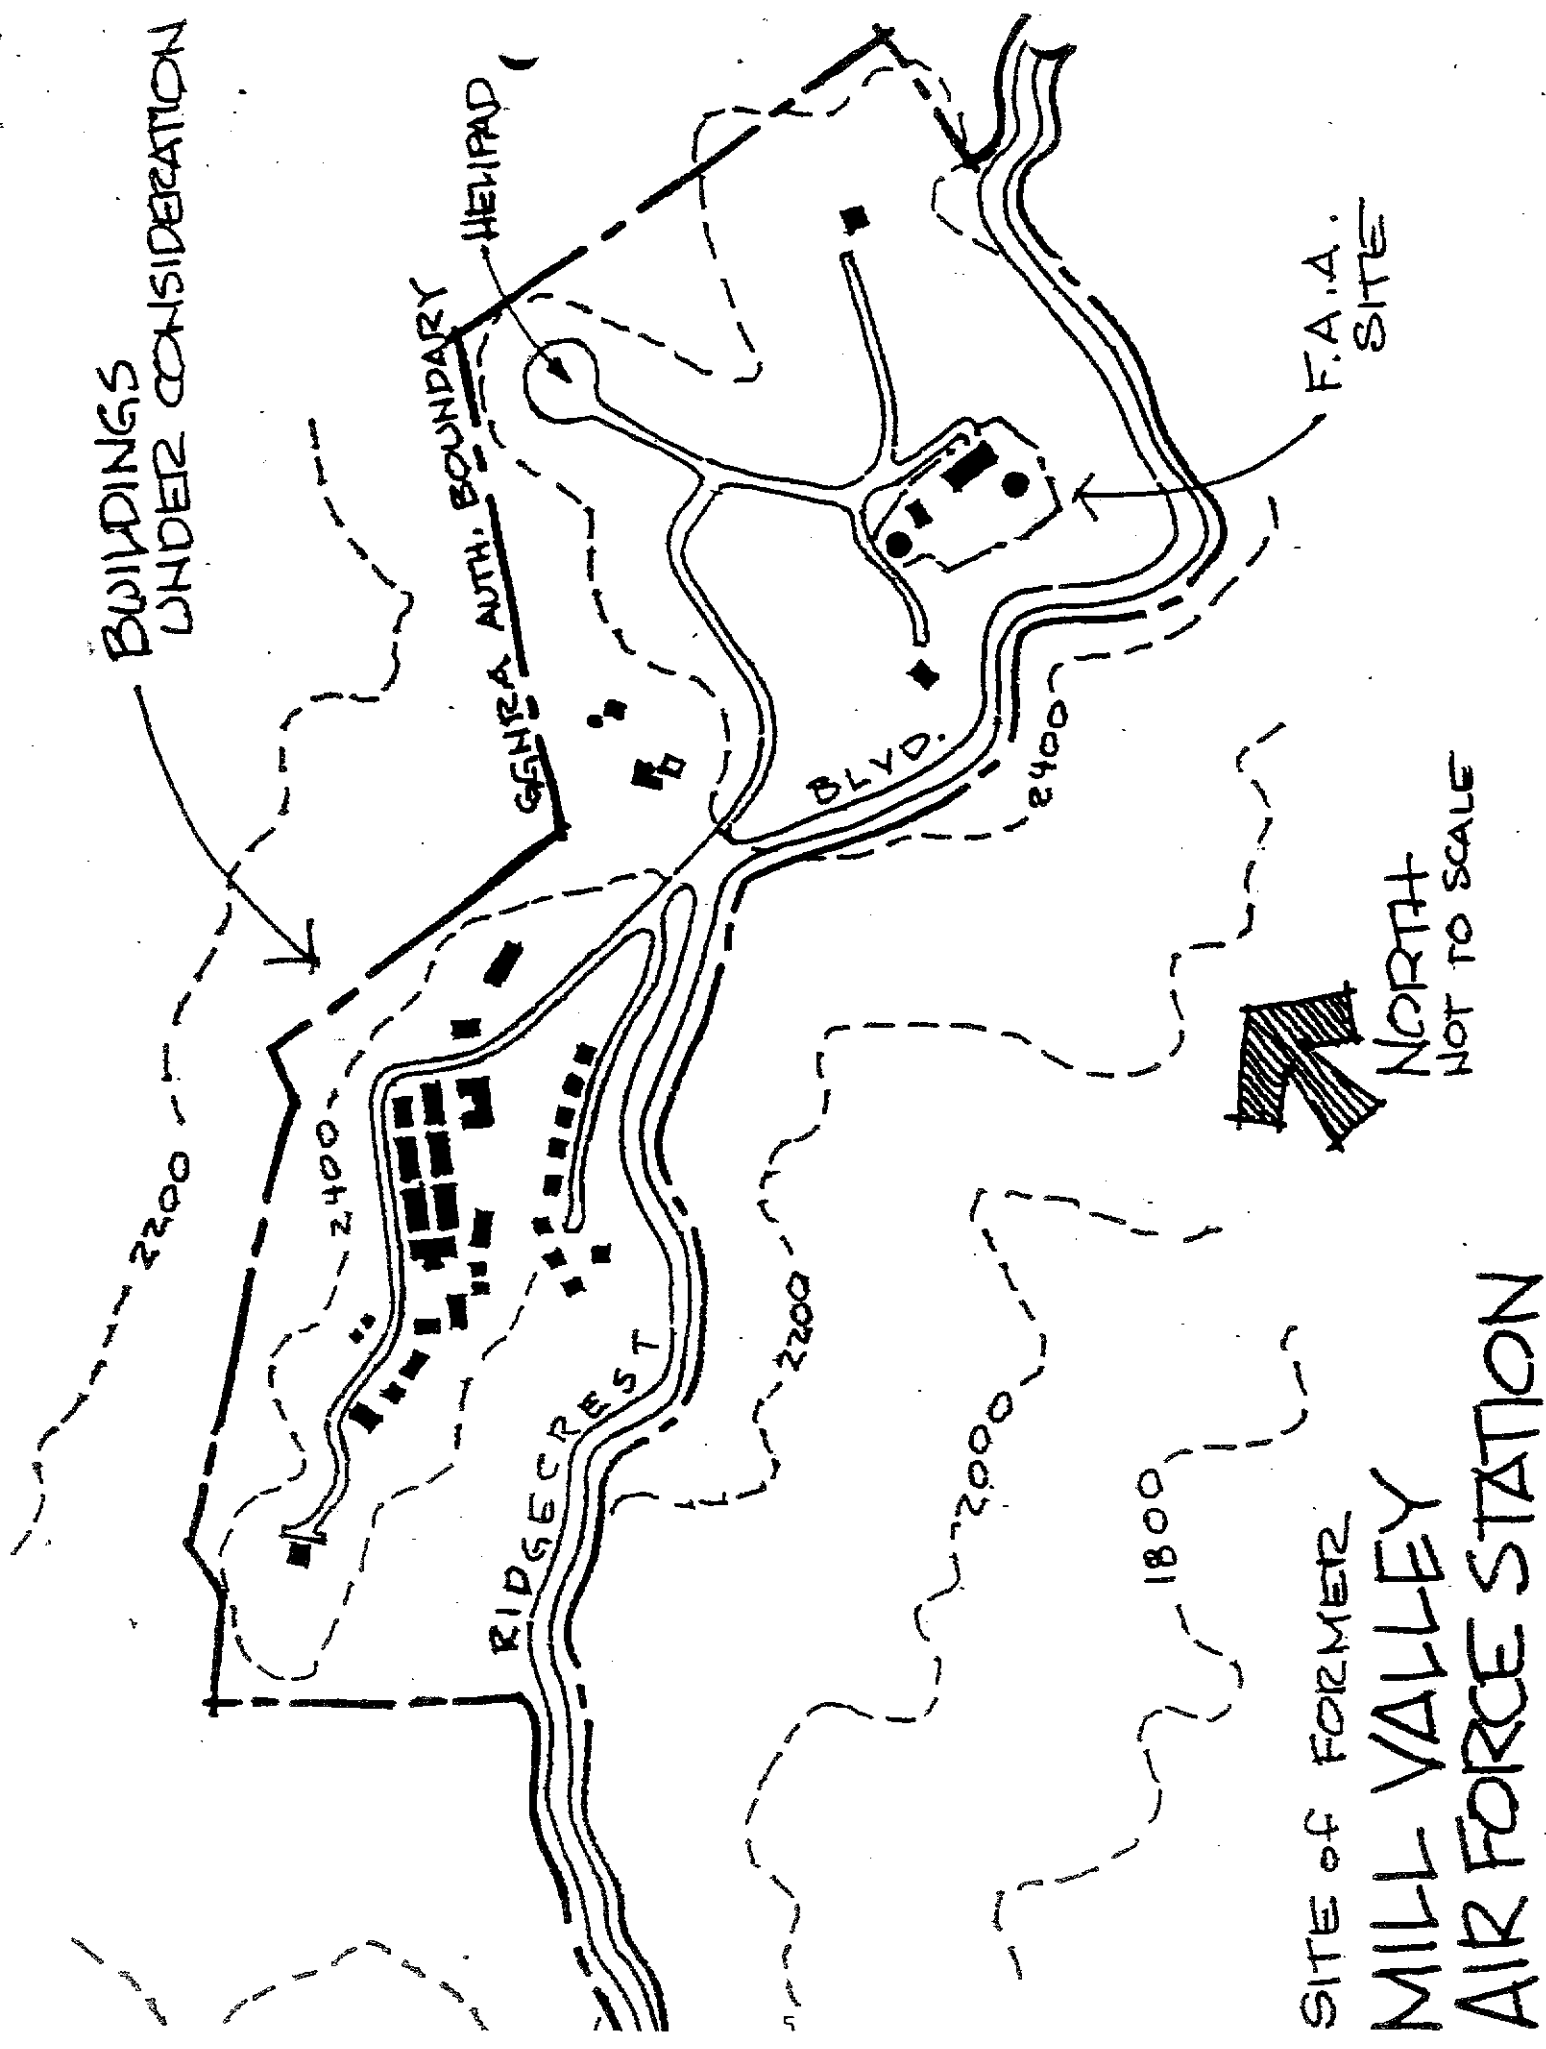 BUILDINGS
UNDER CONSIDERATION
HELIPAD
GGNRA AUTH. BOUNDARY
2200
2400
F.A.A.
SITE
RIDGECREST BLVD.
2400
2200
2000
1800
NORTH
NOT TO SCALE
SITE of FORMER
MILL VALLEY
AIR FORCE STATION